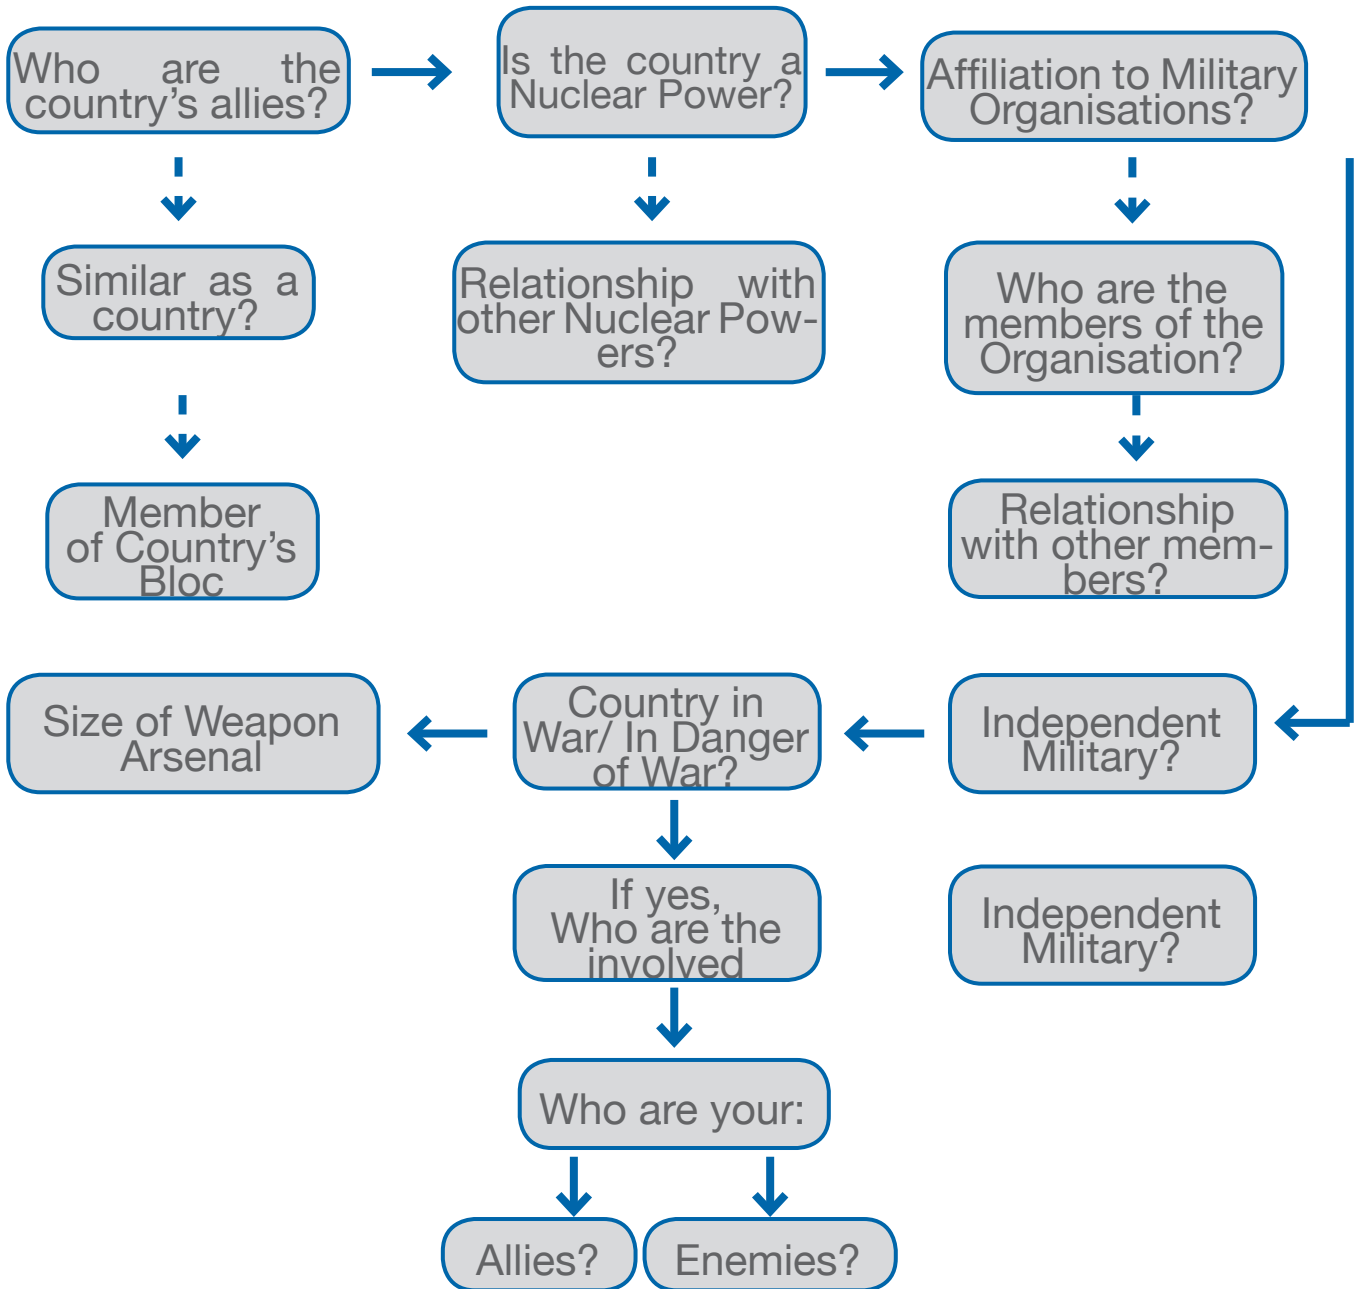 Who are the
country’s allies?
Is the country a
Nuclear Power?
Affiliation to Military
Organisations?
Similar as a
country?
Relationship with
other Nuclear Pow-
ers?
Who are the
members of the
Organisation?
Member
of Country’s
Bloc
Relationship
with other mem-
bers?
Size of Weapon
Arsenal
Country in
War/ In Danger
of War?
Independent
Military?
If yes,
Who are the
involved
Independent
Military?
Who are your:
Allies?
Enemies?